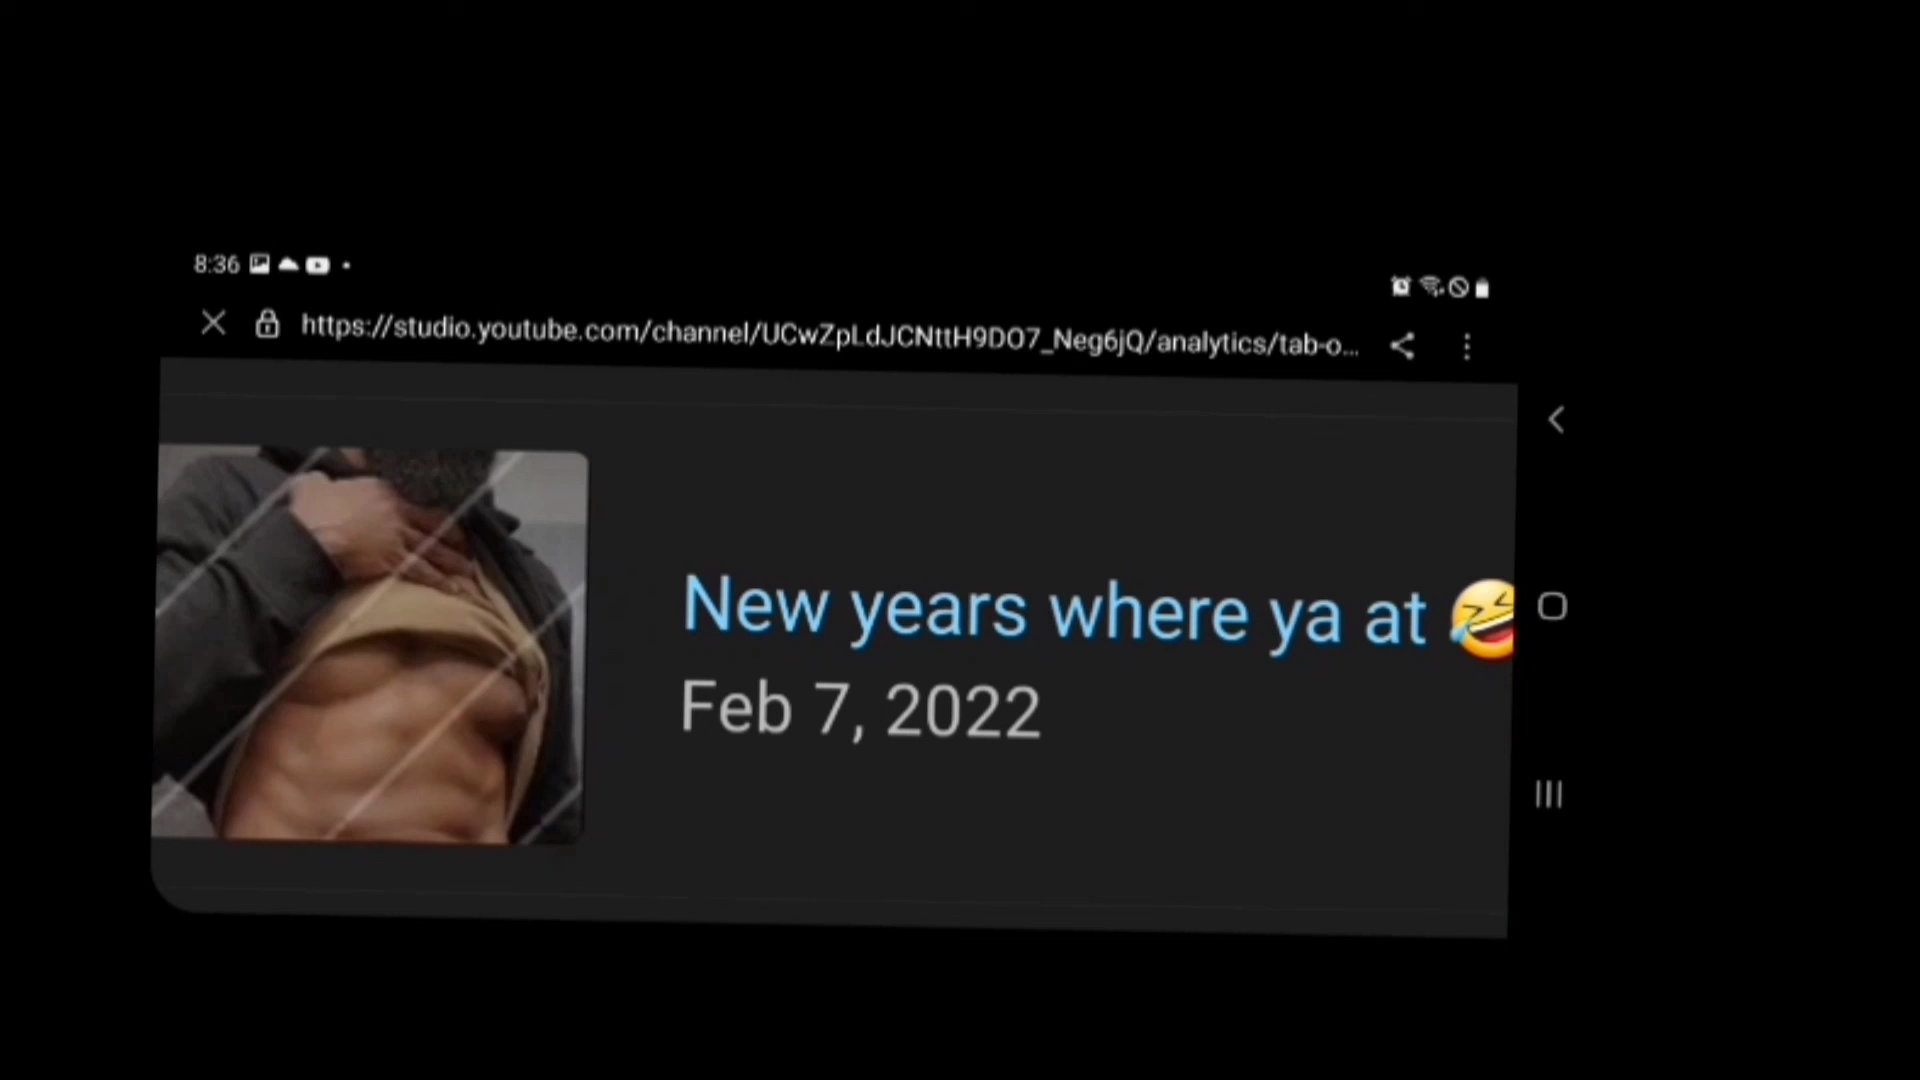 8:36
https://studio.youtube.com/channel/UCwZpLdJCNttH9DO7_Neg6jQ/analytics/tab-o...
New years where ya at 🤣
Feb 7, 2022